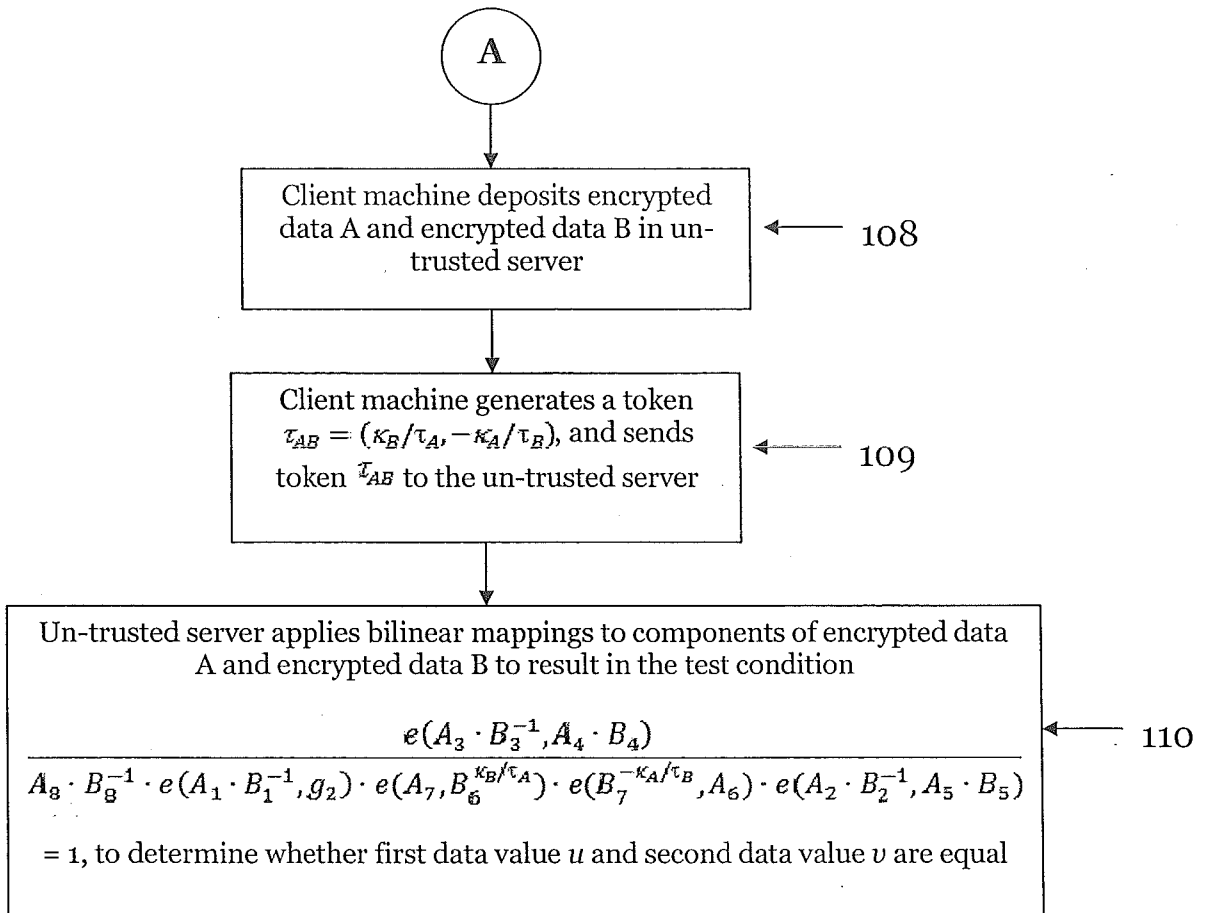 A
Client machine deposits encrypted
data A and encrypted data B in un-
trusted server
108
Client machine generates a token
τ_{AB} = (κ_B/τ_A, −κ_A/τ_B), and sends
token τ_{AB} to the un-trusted server
109
Un-trusted server applies bilinear mappings to components of encrypted data
A and encrypted data B to result in the test condition
e(A_3 · B_3^{−1}, A_4 · B_4)
A_8 · B_8^{−1} · e(A_1 · B_1^{−1}, g_2) · e(A_7, B_6^{κ_B/τ_A}) · e(B_7^{−κ_A/τ_B}, A_6) · e(A_2 · B_2^{−1}, A_5 · B_5)
110
= 1, to determine whether first data value u and second data value v are equal